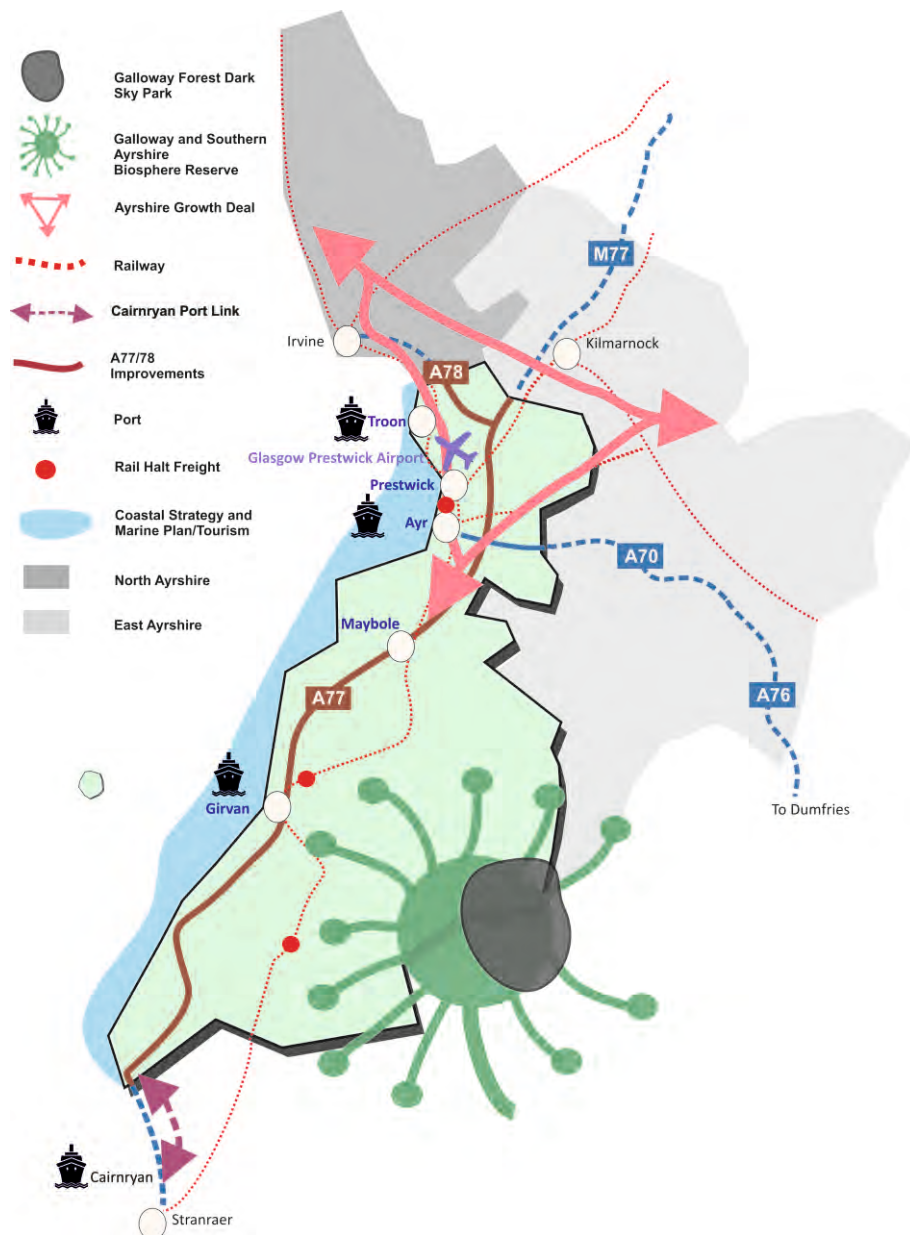 Galloway Forest Dark
Sky Park
Galloway and Southern
Ayrshire
Biosphere Reserve
Ayrshire Growth Deal
Railway
Cairnryan Port Link
A77/78
Improvements
Port
Rail Halt Freight
Coastal Strategy and
Marine Plan/Tourism
North Ayrshire
East Ayrshire
M77
Irvine
Kilmarnock
A78
Troon
Glasgow Prestwick Airport
Prestwick
Ayr
A70
Maybole
A77
A76
Girvan
To Dumfries
Cairnryan
Stranraer